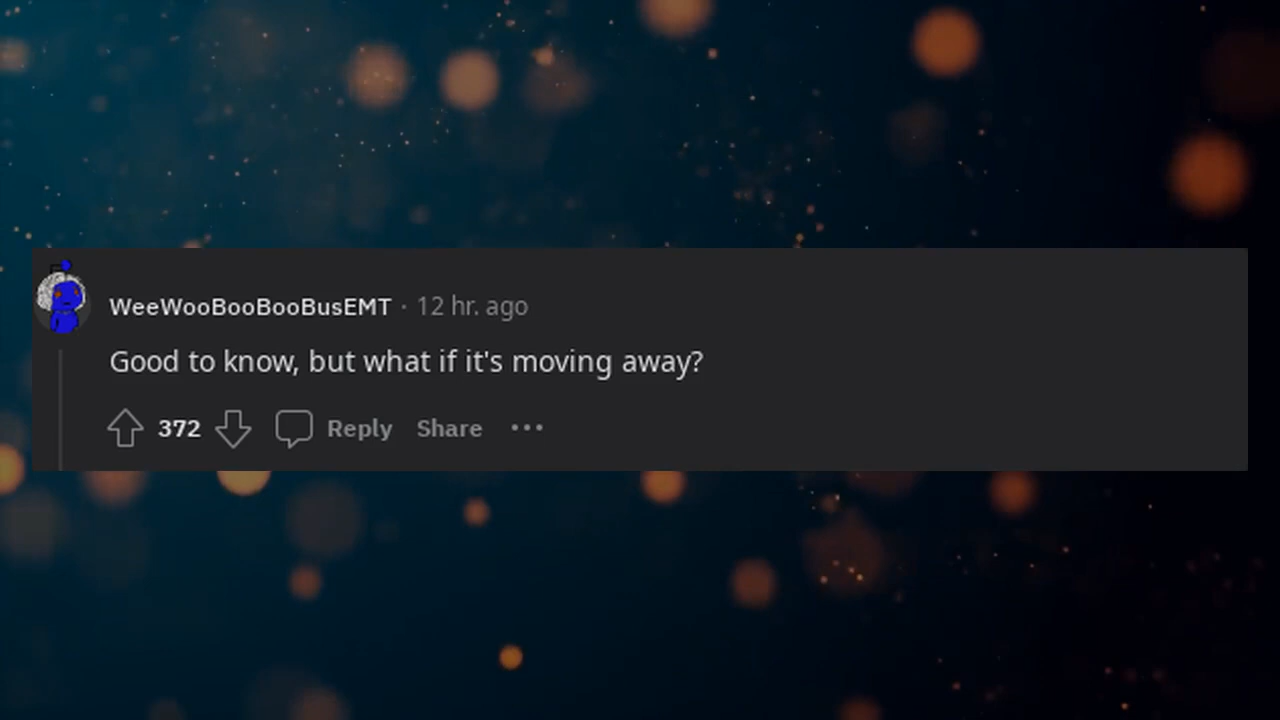 WeeWooBooBooBusEMT · 12 hr. ago
Good to know, but what if it's moving away?
372 Reply Share ···